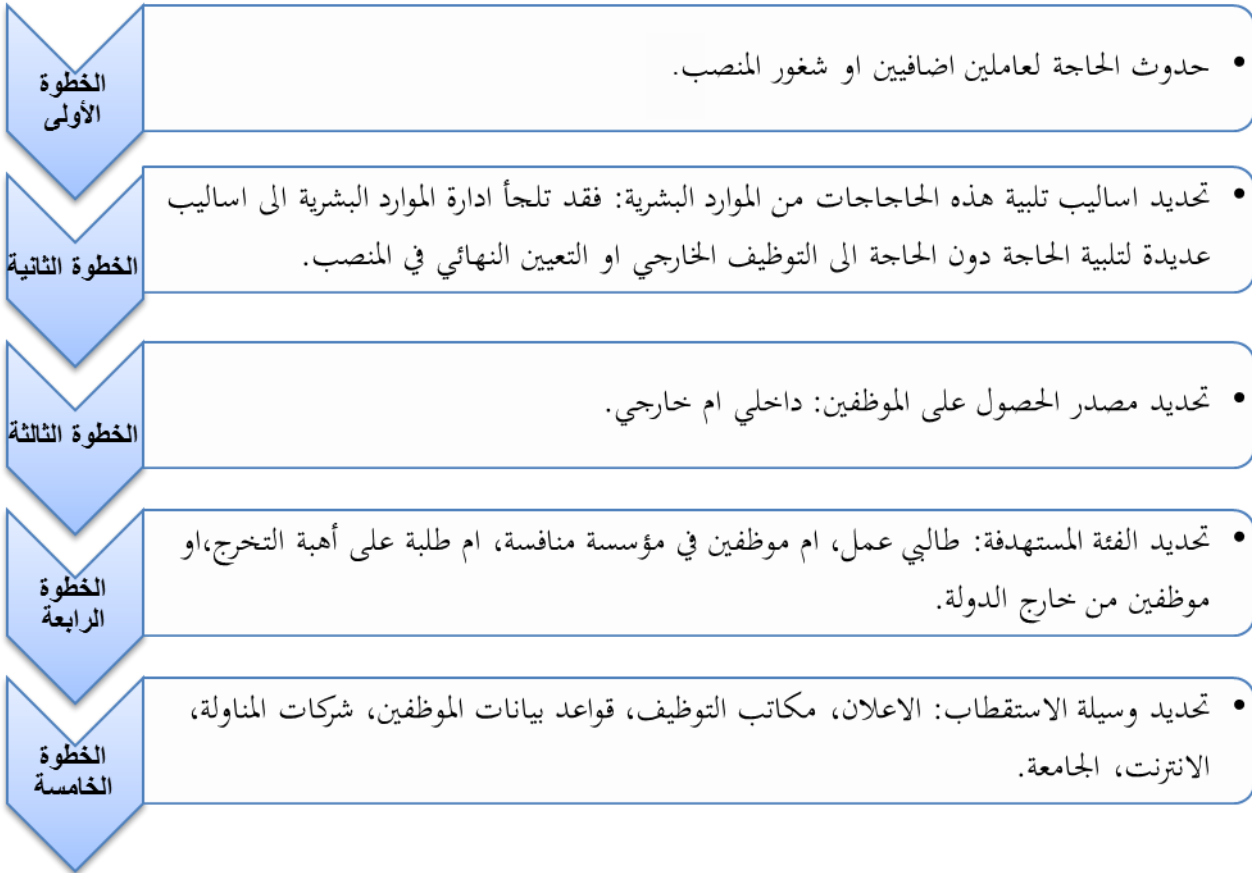 الخطوة
الأولى
• حدوث الحاجة لعاملين اضافيين او شغور المنصب.
الخطوة الثانية
• تحديد اساليب تلبية هذه الحاجاجات من الموارد البشرية: فقد تلجأ ادارة الموارد البشرية الى اساليب
عديدة لتلبية الحاجة دون الحاجة الى التوظيف الخارجي او التعيين النهائي في المنصب.
الخطوة الثالثة
• تحديد مصدر الحصول على الموظفين: داخلي ام خارجي.
الخطوة
الرابعة
• تحديد الفئة المستهدفة: طالبي عمل، ام موظفين في مؤسسة منافسة، ام طلبة على أهبة التخرج،او
موظفين من خارج الدولة.
الخطوة
الخامسة
• تحديد وسيلة الاستقطاب: الاعلان، مكاتب التوظيف، قواعد بيانات الموظفين، شركات المناولة،
الانترنت، الجامعة.